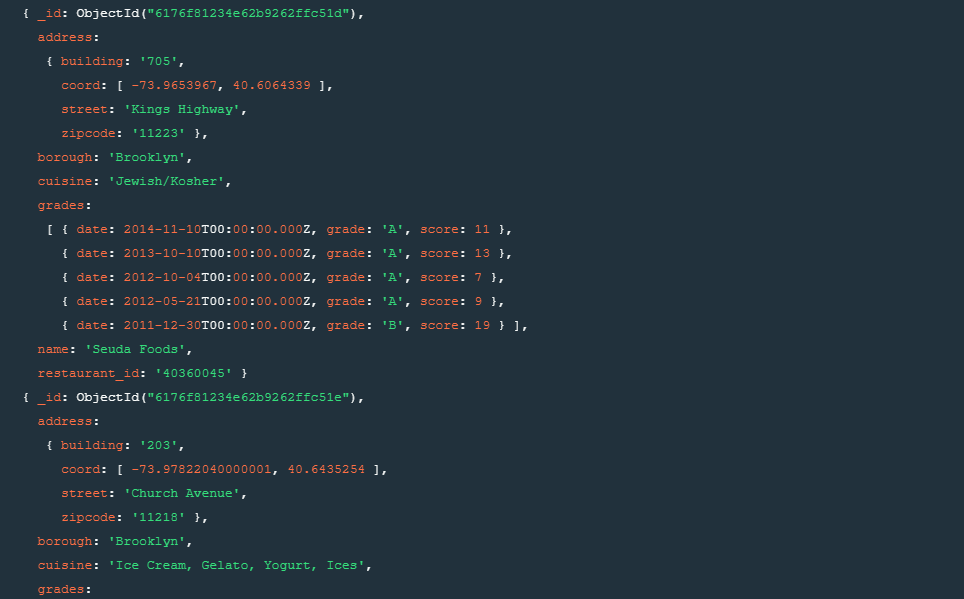 { _id: ObjectId("6176f81234e62b9262ffc51d"),
address:
{ building: '705',
coord: [ -73.9653967, 40.6064339 ],
street: 'Kings Highway',
zipcode: '11223' },
borough: 'Brooklyn',
cuisine: 'Jewish/Kosher',
grades:
[ { date: 2014-11-10T00:00:00.000Z, grade: 'A', score: 11 },
{ date: 2013-10-10T00:00:00.000Z, grade: 'A', score: 13 },
{ date: 2012-10-04T00:00:00.000Z, grade: 'A', score: 7 },
{ date: 2012-05-21T00:00:00.000Z, grade: 'A', score: 9 },
{ date: 2011-12-30T00:00:00.000Z, grade: 'B', score: 19 } ],
name: 'Seuda Foods',
restaurant_id: '40360045' }
{ _id: ObjectId("6176f81234e62b9262ffc51e"),
address:
{ building: '203',
coord: [ -73.97822040000001, 40.6435254 ],
street: 'Church Avenue',
zipcode: '11218' },
borough: 'Brooklyn',
cuisine: 'Ice Cream, Gelato, Yogurt, Ices',
grades: